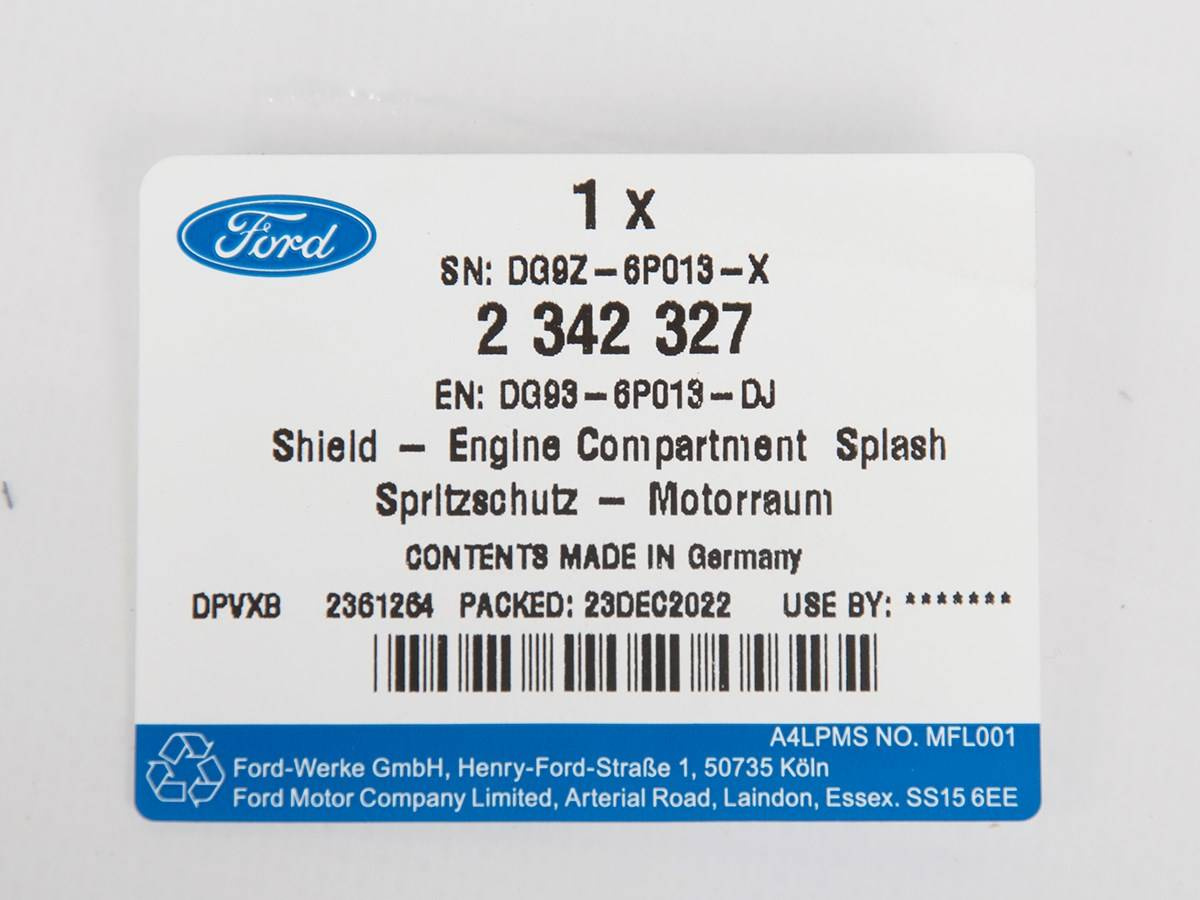 Ford
1 x
SN: DG9Z-6P013-X
2 342 327
EN: DG93-6P013-DJ
Shield - Engine Compartment Splash
Spritzschutz - Motorraum
CONTENTS MADE IN Germany
DPVXB 2361264 PACKED: 23DEC2022 USE BY: *******
A4LPMS NO. MFL001
Ford-Werke GmbH, Henry-Ford-Straße 1, 50735 Köln
Ford Motor Company Limited, Arterial Road, Laindon, Essex. SS15 6EE